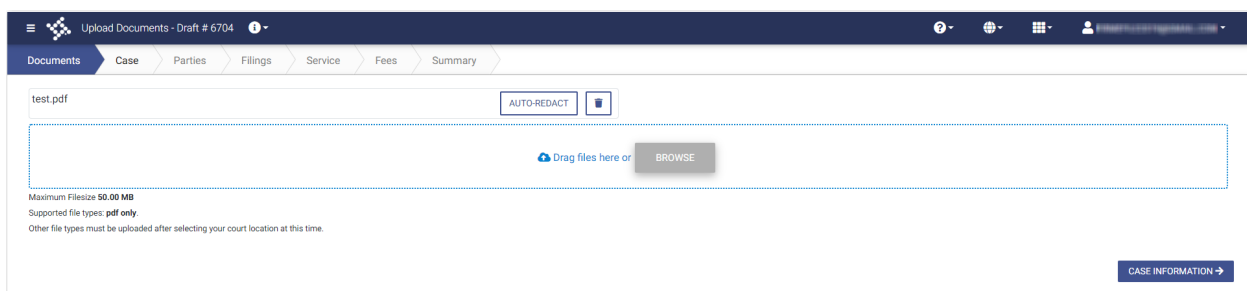 Upload Documents - Draft # 6704
Documents Case Parties Filings Service Fees Summary
test.pdf AUTO-REDACT
Drag files here or BROWSE
Maximum Filesize 50.00 MB
Supported file types: pdf only.
Other file types must be uploaded after selecting your court location at this time.
CASE INFORMATION